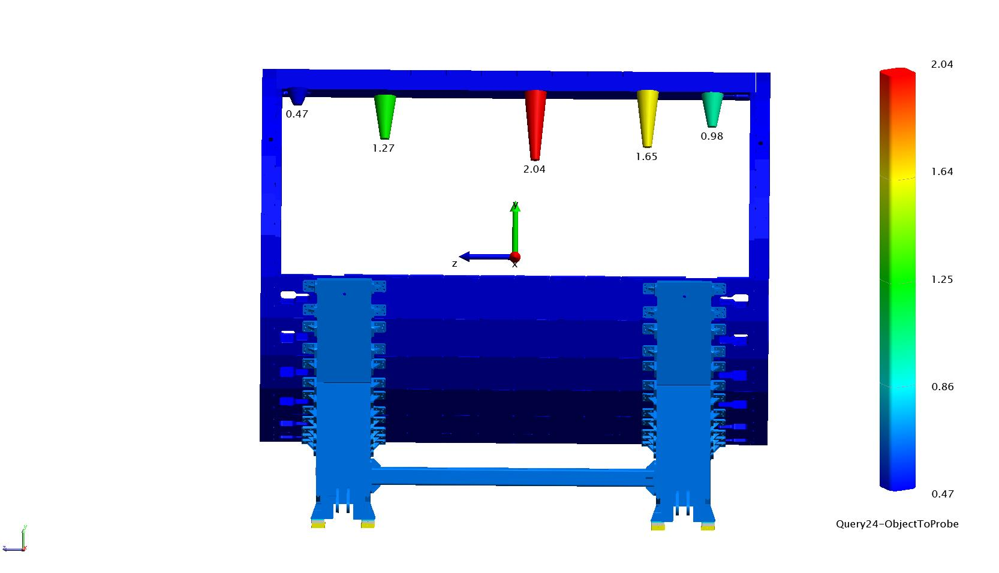 2.04
0.47
1.27
2.04
1.65
0.98
1.64
y
z
x
1.25
0.86
0.47
Query24-ObjectToProbe
y
z
x